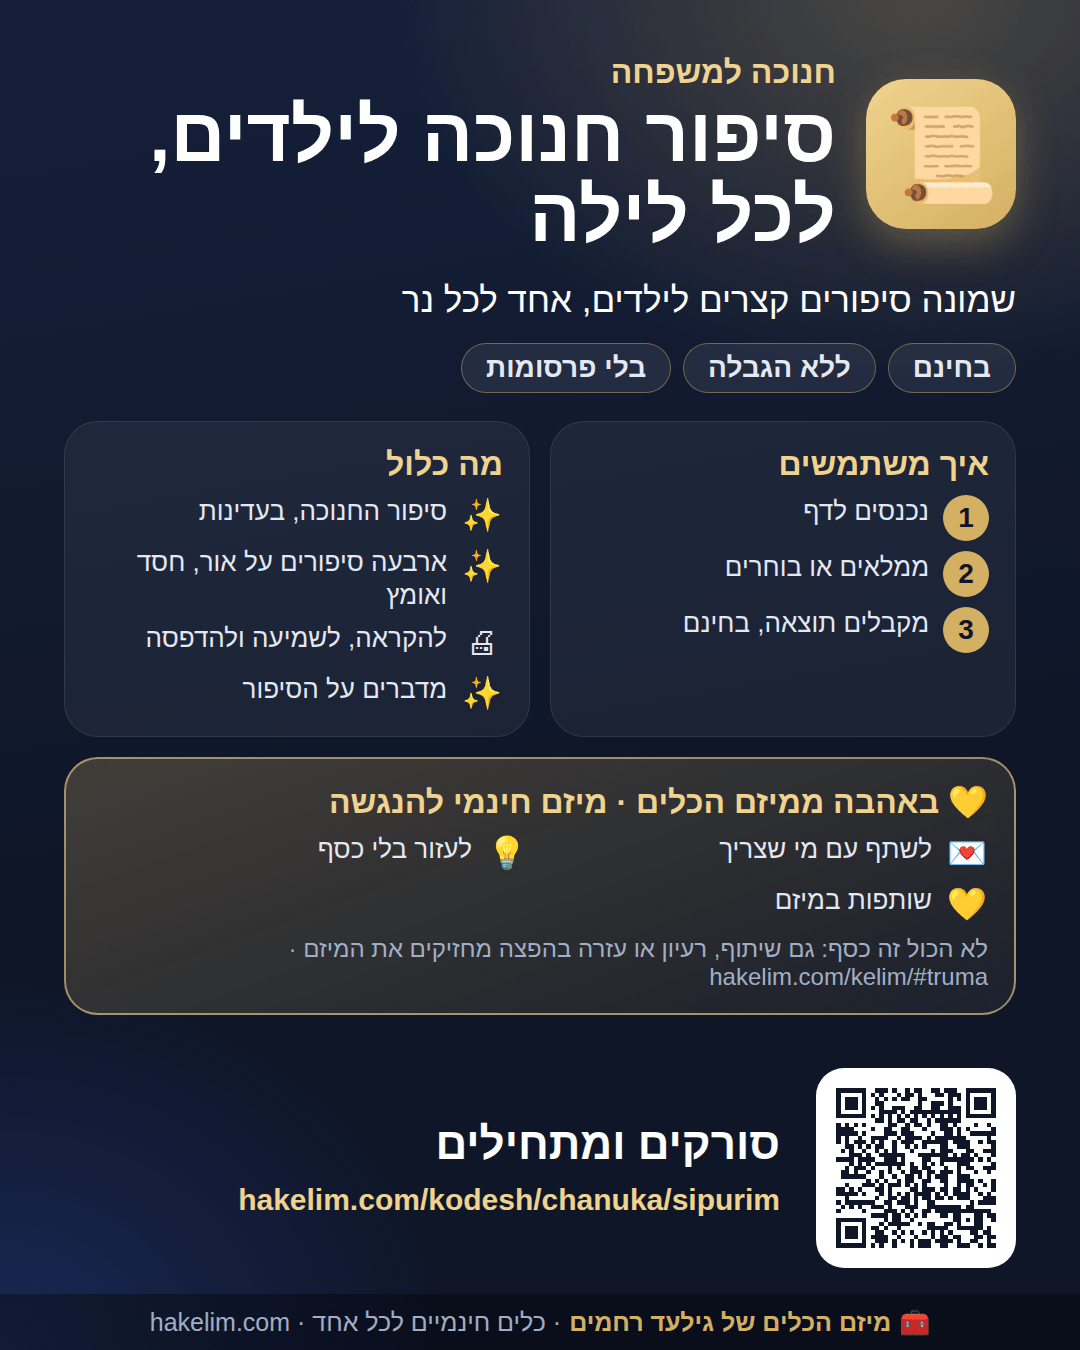 חנוכה למשפחה
סיפור חנוכה לילדים,
לכל לילה
שמונה סיפורים קצרים לילדים, אחד לכל נר
בחינם
ללא הגבלה
בלי פרסומות
איך משתמשים
1 נכנסים לדף
2 ממלאים או בוחרים
3 מקבלים תוצאה, בחינם
מה כלול
סיפור החנוכה, בעדינות
ארבעה סיפורים על אור, חסד
ואומץ
להקראה, לשמיעה ולהדפסה
מדברים על הסיפור
באהבה ממיזם הכלים · מיזם חינמי להנגשה
לשתף עם מי שצריך
לעזור בלי כסף
שותפות במיזם
לא הכול זה כסף: גם שיתוף, רעיון או עזרה בהפצה מחזיקים את המיזם ·
hakelim.com/kelim/#truma
סורקים ומתחילים
hakelim.com/kodesh/chanuka/sipurim
מיזם הכלים של גילעד רחמים · כלים חינמיים לכל אחד · hakelim.com